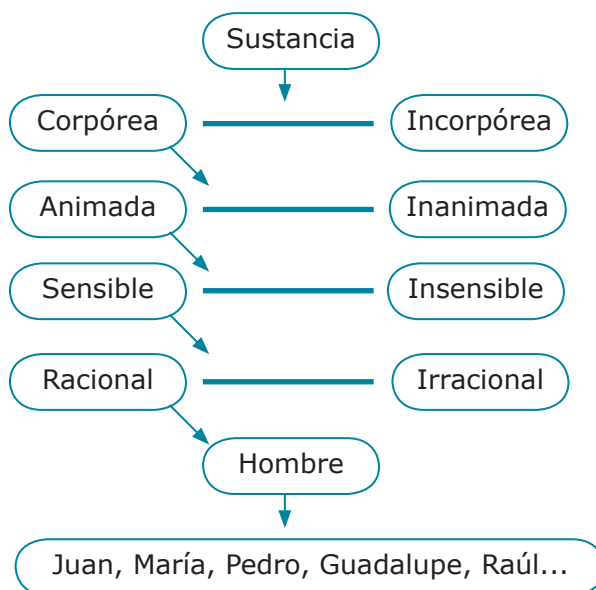 Sustancia
Corpórea Incorpórea
Animada Inanimada
Sensible Insensible
Racional Irracional
Hombre
Juan, María, Pedro, Guadalupe, Raúl...